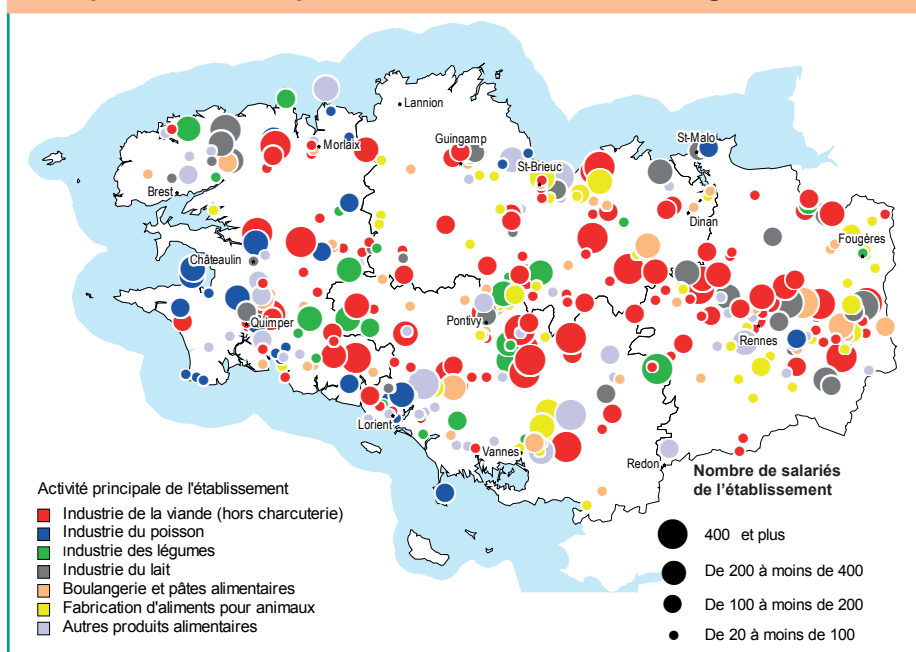 Lannion
Morlaix
Guingamp
St-Malo
St-Brieuc
Brest
Dinan
Fougères
Châteaulin
Pontivy
Quimper
Rennes
Lorient
Vannes
Redon
Nombre de salariés
de l'établissement
400 et plus
De 200 à moins de 400
De 100 à moins de 200
De 20 à moins de 100
Activité principale de l'établissement
Industrie de la viande (hors charcuterie)
Industrie du poisson
Industrie des légumes
Industrie du lait
Boulangerie et pâtes alimentaires
Fabrication d'aliments pour animaux
Autres produits alimentaires